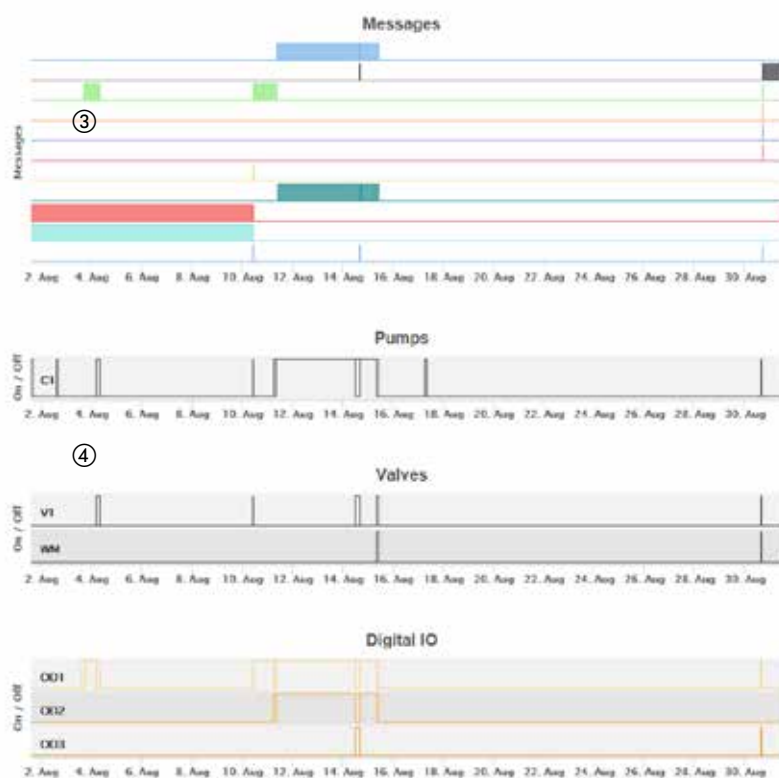 Messages
③
Messages
2. Aug 4. Aug 6. Aug 8. Aug 10. Aug 12. Aug 14. Aug 16. Aug 18. Aug 20. Aug 22. Aug 24. Aug 26. Aug 28. Aug 30. Aug
Pumps
On / Off
C1
2. Aug 4. Aug 6. Aug 8. Aug 10. Aug 12. Aug 14. Aug 16. Aug 18. Aug 20. Aug 22. Aug 24. Aug 26. Aug 28. Aug 30. Aug
④
Valves
On / Off
V1
WM
2. Aug 4. Aug 6. Aug 8. Aug 10. Aug 12. Aug 14. Aug 16. Aug 18. Aug 20. Aug 22. Aug 24. Aug 26. Aug 28. Aug 30. Aug
Digital IO
On / Off
OO1
OO2
OO3
2. Aug 4. Aug 6. Aug 8. Aug 10. Aug 12. Aug 14. Aug 16. Aug 18. Aug 20. Aug 22. Aug 24. Aug 26. Aug 28. Aug 30. Aug